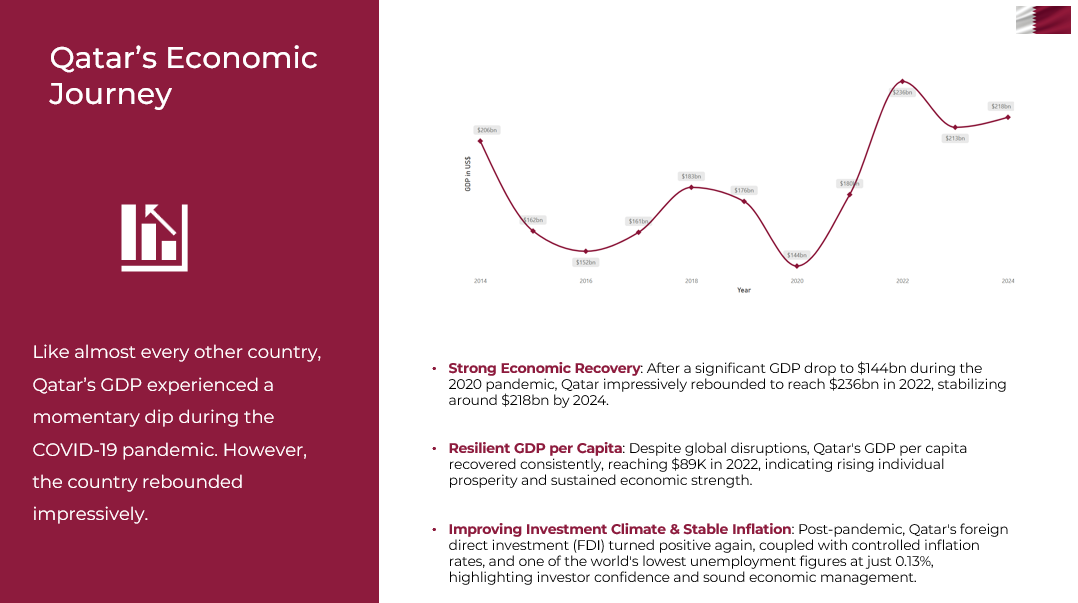 Qatar’s Economic
Journey
Like almost every other country,
Qatar’s GDP experienced a
momentary dip during the
COVID-19 pandemic. However,
the country rebounded
impressively.
GDP in US$
$206bn
$162bn
$152bn
$161bn
$183bn
$176bn
$144bn
$180bn
$236bn
$213bn
$218bn
2014
2016
2018
2020
2022
2024
Year
• Strong Economic Recovery: After a significant GDP drop to $144bn during the
2020 pandemic, Qatar impressively rebounded to reach $236bn in 2022, stabilizing
around $218bn by 2024.
• Resilient GDP per Capita: Despite global disruptions, Qatar's GDP per capita
recovered consistently, reaching $89K in 2022, indicating rising individual
prosperity and sustained economic strength.
• Improving Investment Climate & Stable Inflation: Post-pandemic, Qatar's foreign
direct investment (FDI) turned positive again, coupled with controlled inflation
rates, and one of the world's lowest unemployment figures at just 0.13%,
highlighting investor confidence and sound economic management.